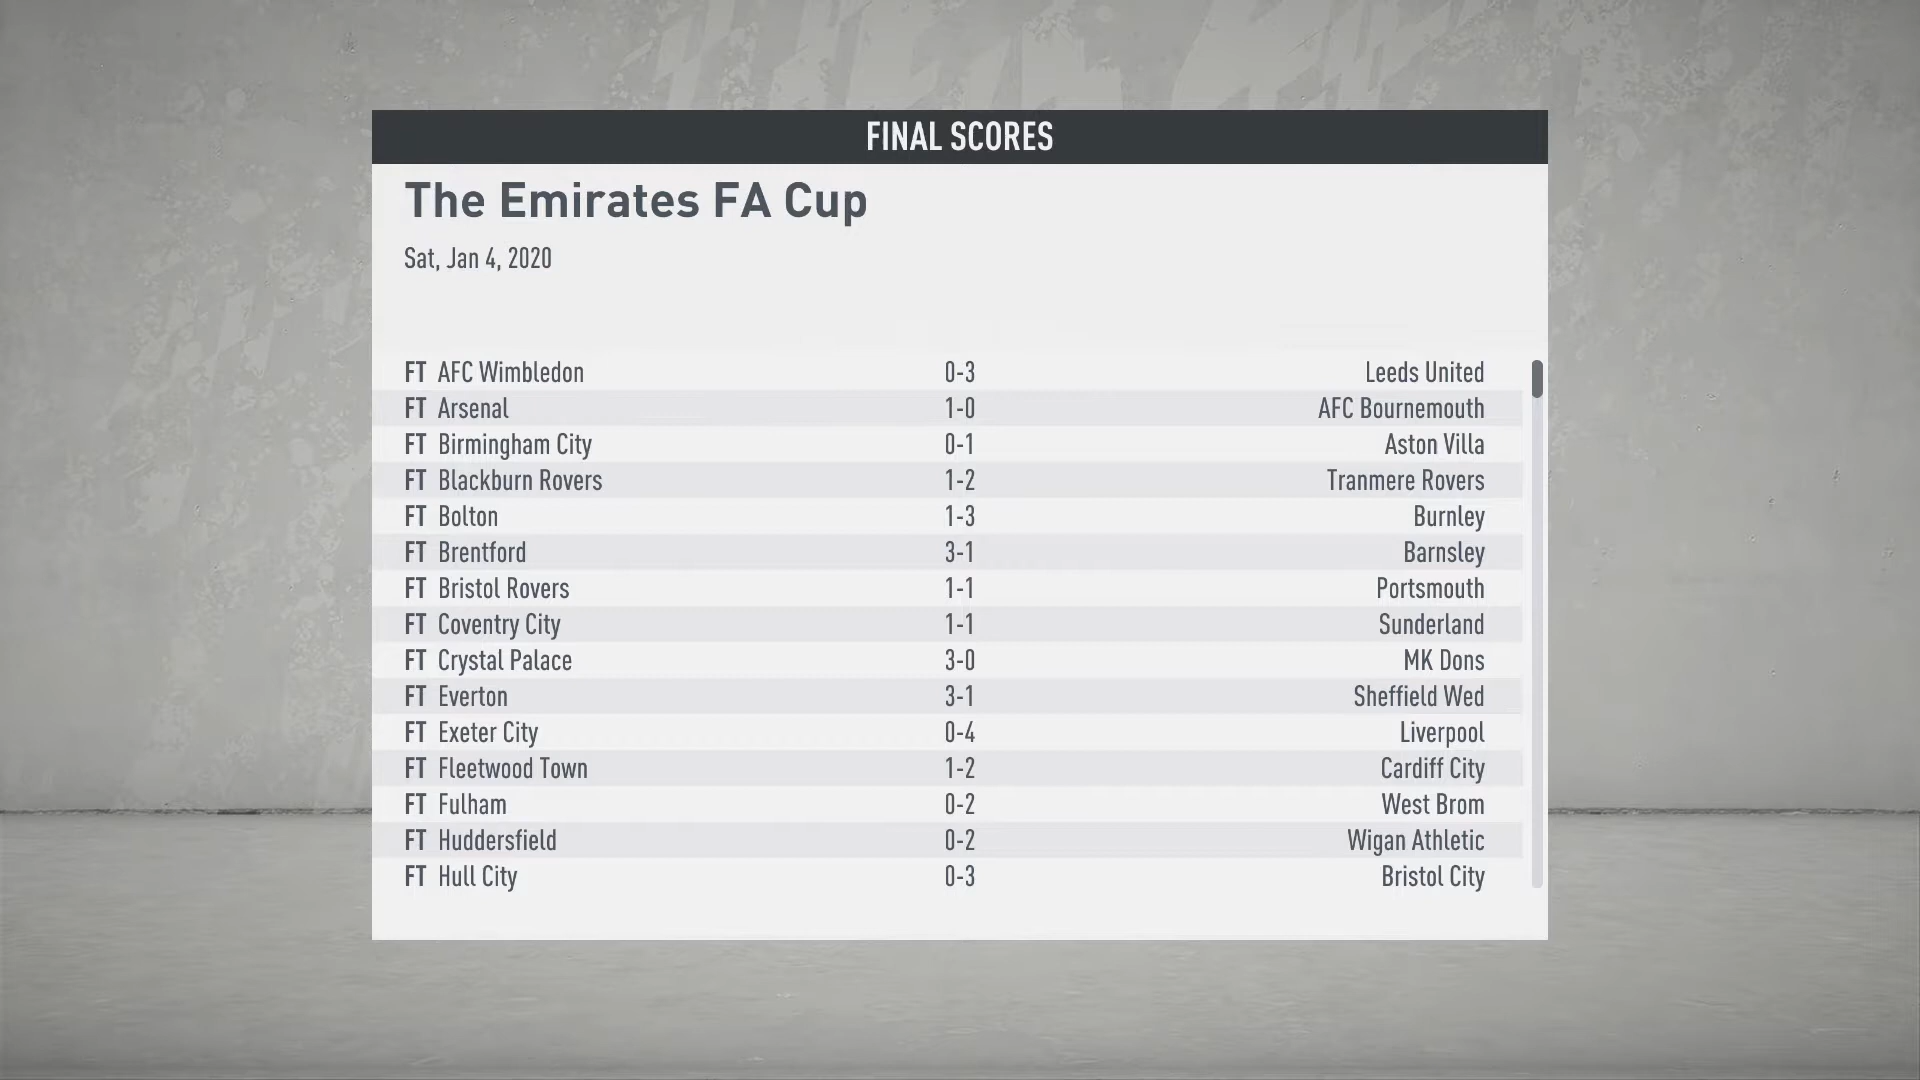 FINAL SCORES
The Emirates FA Cup
Sat, Jan 4, 2020
FT AFC Wimbledon 0-3 Leeds United
FT Arsenal 1-0 AFC Bournemouth
FT Birmingham City 0-1 Aston Villa
FT Blackburn Rovers 1-2 Tranmere Rovers
FT Bolton 1-3 Burnley
FT Brentford 3-1 Barnsley
FT Bristol Rovers 1-1 Portsmouth
FT Coventry City 1-1 Sunderland
FT Crystal Palace 3-0 MK Dons
FT Everton 3-1 Sheffield Wed
FT Exeter City 0-4 Liverpool
FT Fleetwood Town 1-2 Cardiff City
FT Fulham 0-2 West Brom
FT Huddersfield 0-2 Wigan Athletic
FT Hull City 0-3 Bristol City